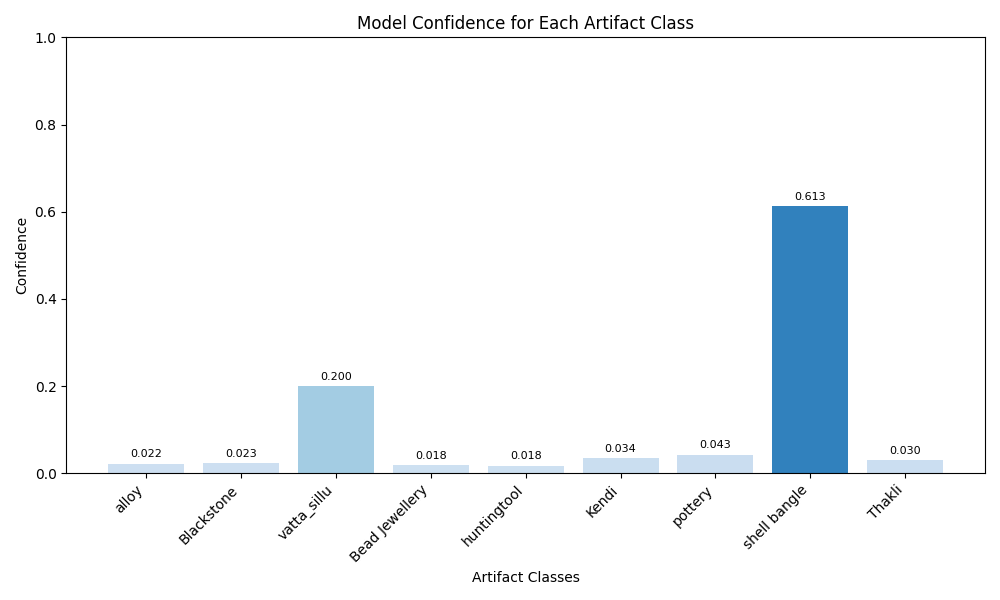 Model Confidence for Each Artifact Class
1.0
0.8
0.6
0.4
0.2
0.0
Confidence
0.022
0.023
0.200
0.018
0.018
0.034
0.043
0.613
0.030
alloy
Blackstone
vatta_sillu
Bead Jewellery
huntingtool
Kendi
pottery
shell bangle
Thakli
Artifact Classes